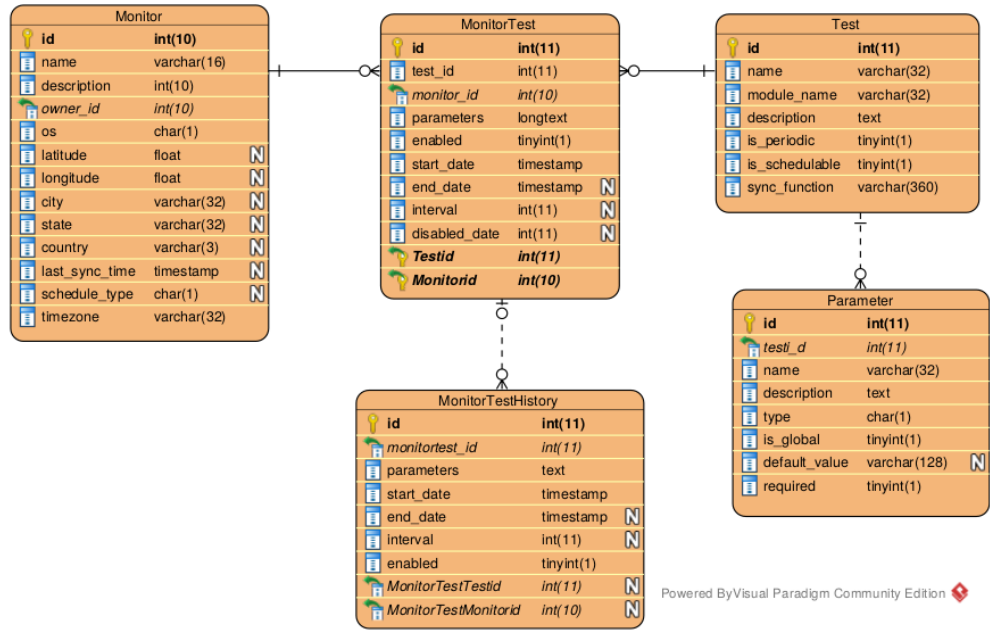 Monitor
id int(10)
name varchar(16)
description int(10)
owner_id int(10)
os char(1)
latitude float N
longitude float N
city varchar(32) N
state varchar(32) N
country varchar(3) N
last_sync_time timestamp N
schedule_type char(1) N
timezone varchar(32)
MonitorTest
id int(11)
test_id int(11)
monitor_id int(10)
parameters longtext
enabled tinyint(1)
start_date timestamp
end_date timestamp N
interval int(11) N
disabled_date int(11) N
Testid int(11)
Monitorid int(10)
Test
id int(11)
name varchar(32)
module_name varchar(32)
description text
is_periodic tinyint(1)
is_schedulable tinyint(1)
sync_function varchar(360)
Parameter
id int(11)
testi_d int(11)
name varchar(32)
description text
type char(1)
is_global tinyint(1)
default_value varchar(128) N
required tinyint(1)
MonitorTestHistory
id int(11)
monitortest_id int(11)
parameters text
start_date timestamp
end_date timestamp N
interval int(11) N
enabled tinyint(1)
MonitorTestTestid int(11) N
MonitorTestMonitorid int(10) N
Powered ByVisual Paradigm Community Edition